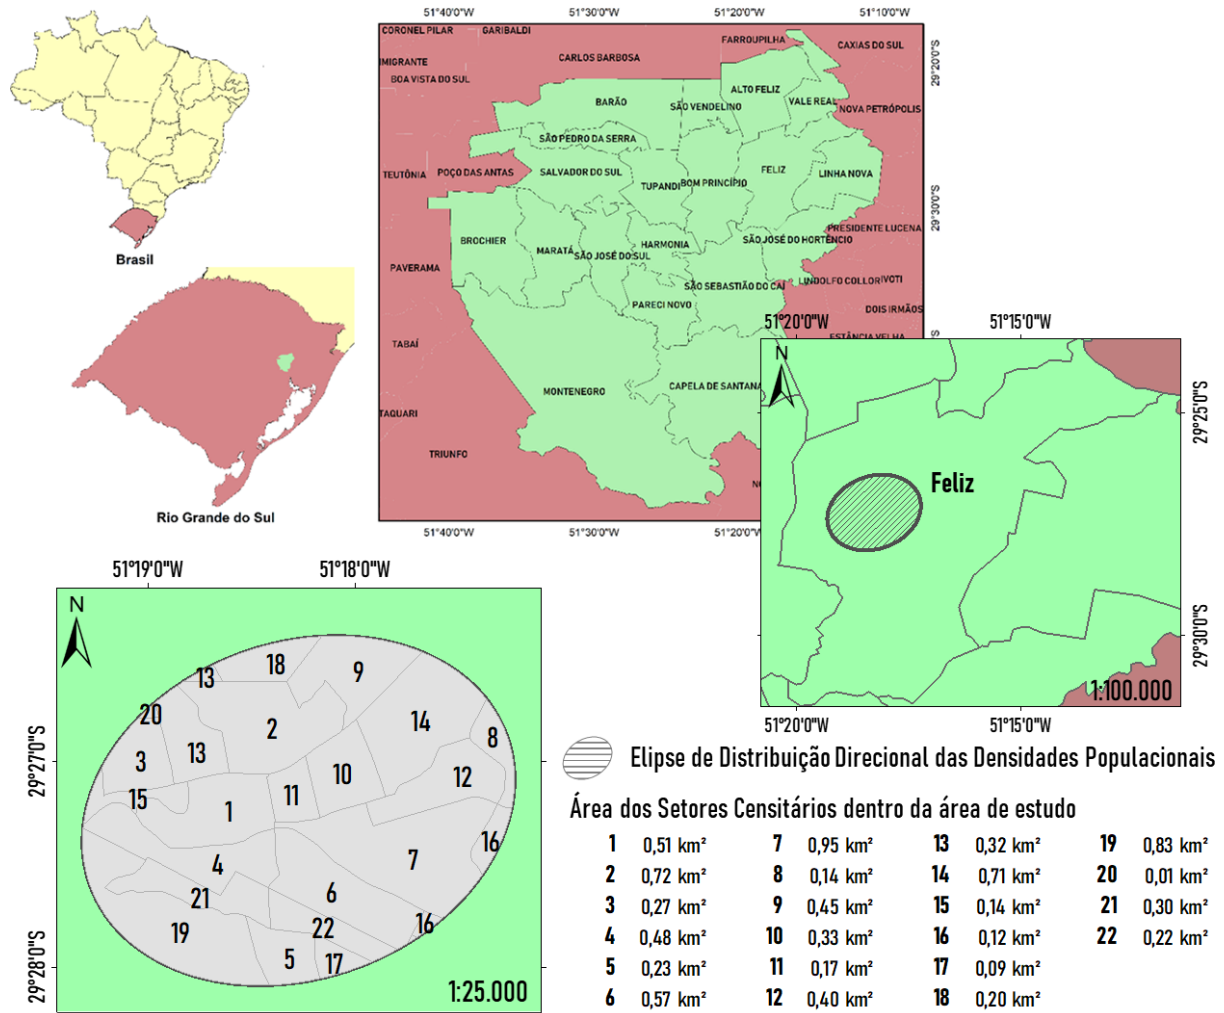 Brasil
Rio Grande do Sul
51°40'0"W 51°30'0"W 51°20'0"W 51°10'0"W
CORONEL PILAR
GARIBALDI
FARROUPILHA
CAXIAS DO SUL
29°20'0"S
IMIGRANTE
CARLOS BARBOSA
BOA VISTA DO SUL
ALTO FELIZ
BARÃO
SÃO VENDELINO
VALE REAL
NOVA PETRÓPOLIS
SÃO PEDRO DA SERRA
TEUTÔNIA
POÇO DAS ANTAS
SALVADOR DO SUL
TUPANDI
BOM PRINCÍPIO
FELIZ
LINHA NOVA
29°30'0"S
PRESIDENTE LUCENA
BROCHIER
MARATÁ
SÃO JOSÉ DO SUL
HARMONIA
SÃO JOSÉ DO HORTÊNCIO
PAVERAMA
SÃO SEBASTIÃO DO CAÍ
LINDOLFO COLLOR
IVOTI
PARECI NOVO
DOIS IRMÃOS
TABAÍ
ESTÂNCIA VELHA
MONTENEGRO
CAPELA DE SANTANA
TAQUARI
TRIUNFO
51°40'0"W 51°30'0"W 51°20'0"W
51°20'0"W 51°15'0"W
N
29°25'0"S
Feliz
29°30'0"S
1:100.000
51°20'0"W 51°15'0"W
51°19'0"W 51°18'0"W
N
18
13
9
20
2
14
8
3
13
10
12
29°27'0"S
15
1
11
16
4
7
21
6
19
22
16
5
17
29°28'0"S
1:25.000
Elipse de Distribuição Direcional das Densidades Populacionais
Área dos Setores Censitários dentro da área de estudo
1 0,51 km² 7 0,95 km² 13 0,32 km² 19 0,83 km²
2 0,72 km² 8 0,14 km² 14 0,71 km² 20 0,01 km²
3 0,27 km² 9 0,45 km² 15 0,14 km² 21 0,30 km²
4 0,48 km² 10 0,33 km² 16 0,12 km² 22 0,22 km²
5 0,23 km² 11 0,17 km² 17 0,09 km²
6 0,57 km² 12 0,40 km² 18 0,20 km²